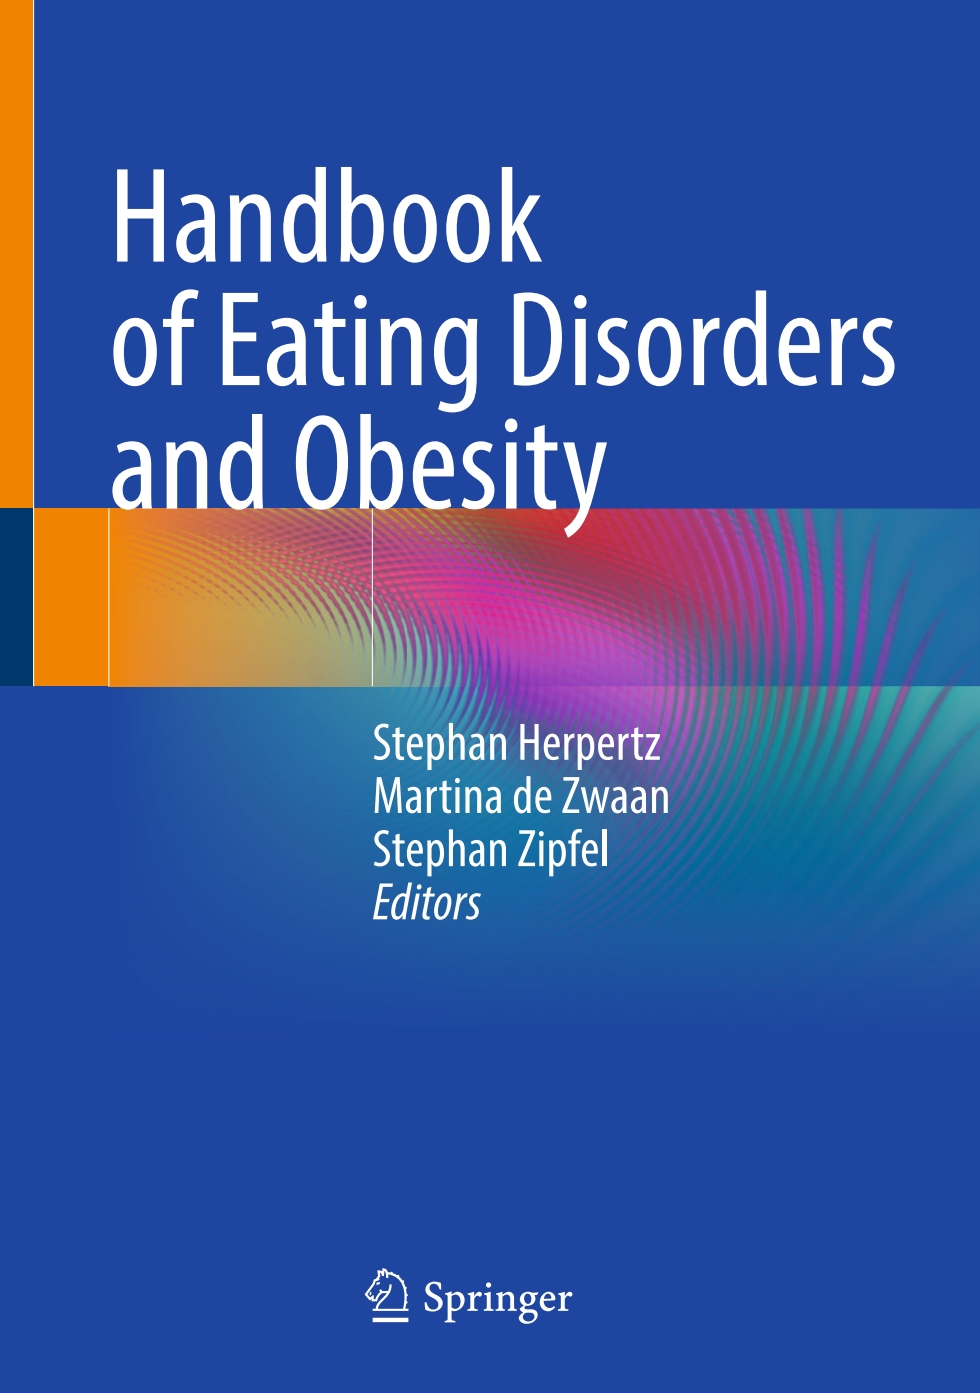 Handbook
of Eating Disorders
and Obesity
Stephan Herpertz
Martina de Zwaan
Stephan Zipfel
Editors
Springer